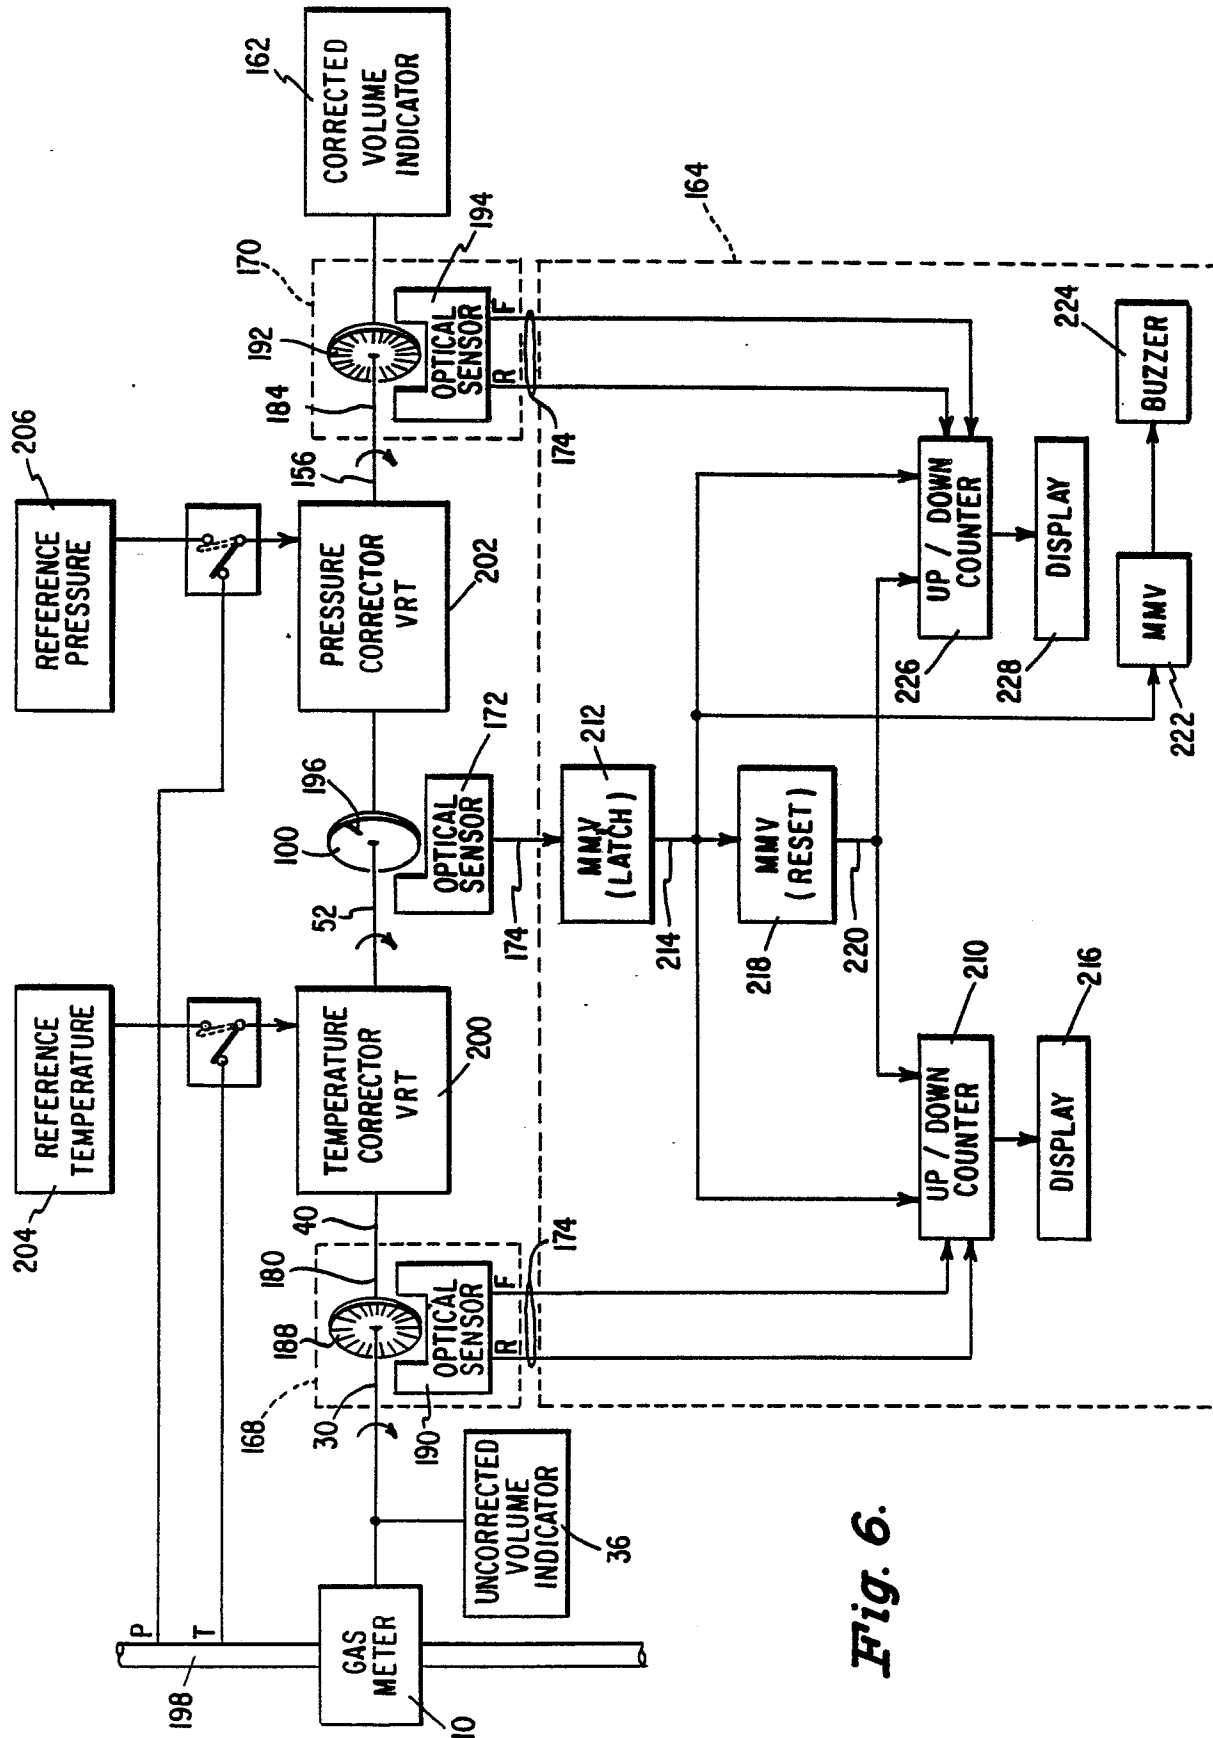 204
REFERENCE
TEMPERATURE
206
REFERENCE
PRESSURE
198
P
T
GAS
METER
10
UNCORRECTED
VOLUME
INDICATOR
36
168
30
188
180
40
190
OPTICAL
SENSOR
R
F
174
TEMPERATURE
CORRECTOR
VRT
200
52
100
196
OPTICAL
SENSOR
172
174
PRESSURE
CORRECTOR
VRT
202
156
184
192
170
OPTICAL
SENSOR
194
R
F
174
CORRECTED
VOLUME
INDICATOR
162
164
MMV
(LATCH)
212
214
MMV
(RESET)
218
220
UP / DOWN
COUNTER
210
DISPLAY
216
UP / DOWN
COUNTER
226
DISPLAY
228
MMV
222
BUZZER
224
Fig. 6.